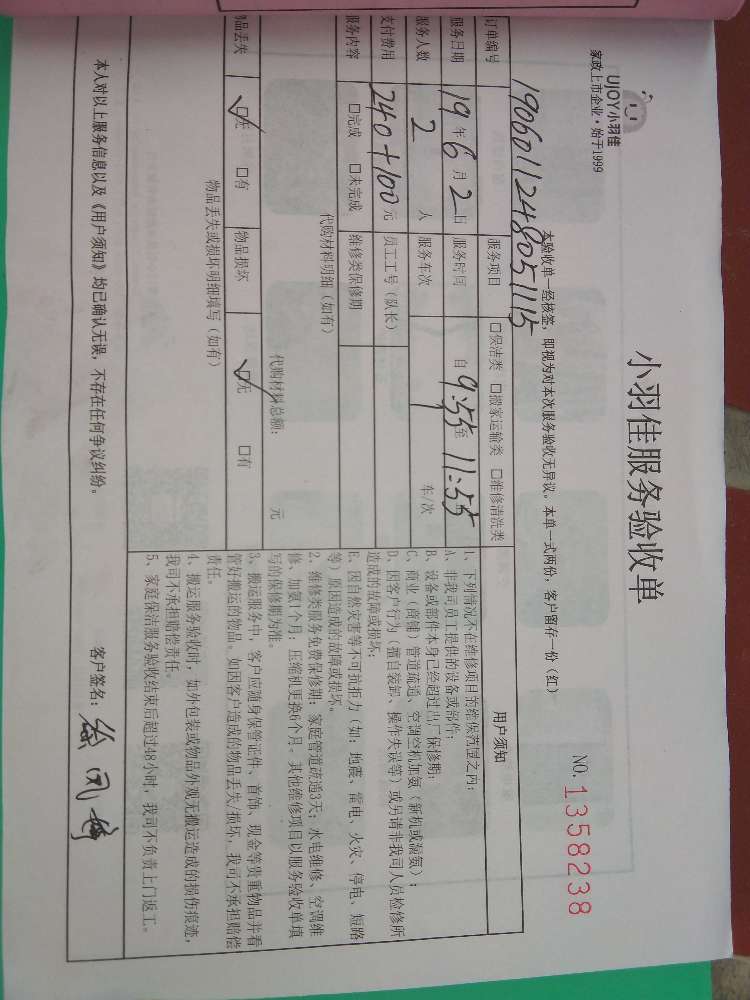 UJOY小羽佳
家政上市企业·始于1999
小羽佳服务验收单
NO. 1358238
本验收单一经核签，即视为对本次服务验收无异议。本单一式两份，客户留存一份（红）
订单编号 1906011248051115 服务项目 □保洁类 □搬家运输类 □维修清洗类
服务日期 19年6月2日 服务时间 自9:55至11:55
服务人数 2人 服务车次 1 车/次
支付费用 240+100元 员工工号（队长）
服务内容 □完成 □未完成 维修类保修期
代购材料明细（如有）
代购材料总额： 元
物品丢失 ☑无 □有 物品损坏 ☑无 □有
物品丢失或损坏明细填写（如有）
用户须知
1、下列情况不在维修项目的维保范围之内：
A、非我司员工提供的设备或部件；
B、设备或部件本身已经超过出厂保修期；
C、商业（商铺）管道疏通、空调空机加氨（新机或漏氨）；
D、因客户行为（擅自装卸、操作失误等）或另请非我司人员检修所
造成的故障或损坏；
E、因自然灾害等不可抗拒力（如：地震、雷电、火灾、停电、短路
等）原因造成的故障或损坏。
2、维修类服务免费保修期：家庭管道疏通3天；水电维修、空调维
修、加氨1个月；压缩机更换6个月。其他维修项目以服务验收单填
写的保修期为准。
3、搬运服务中，客户应随身保管证件、首饰、现金等贵重物品并看
管好搬运的物品。如因客户造成的物品丢失/损坏，我司不承担赔偿
责任。
4、搬运服务验收时，如外包装或物品外观无搬运造成的损伤痕迹，
我司不承担赔偿责任。
5、家庭保洁服务验收结束后超过48小时，我司不负责上门返工。
本人对以上服务信息以及《用户须知》均已确认无误，不存在任何争议纠纷。
客户签名：